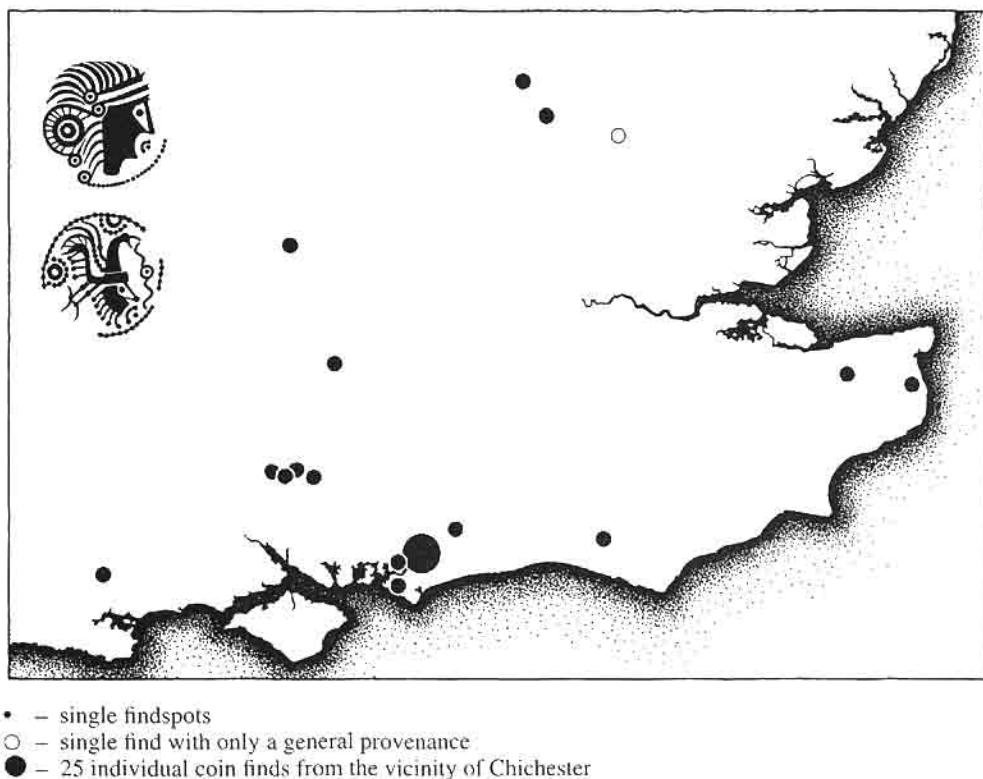 • – single findspots
○ – single find with only a general provenance
● – 25 individual coin finds from the vicinity of Chichester